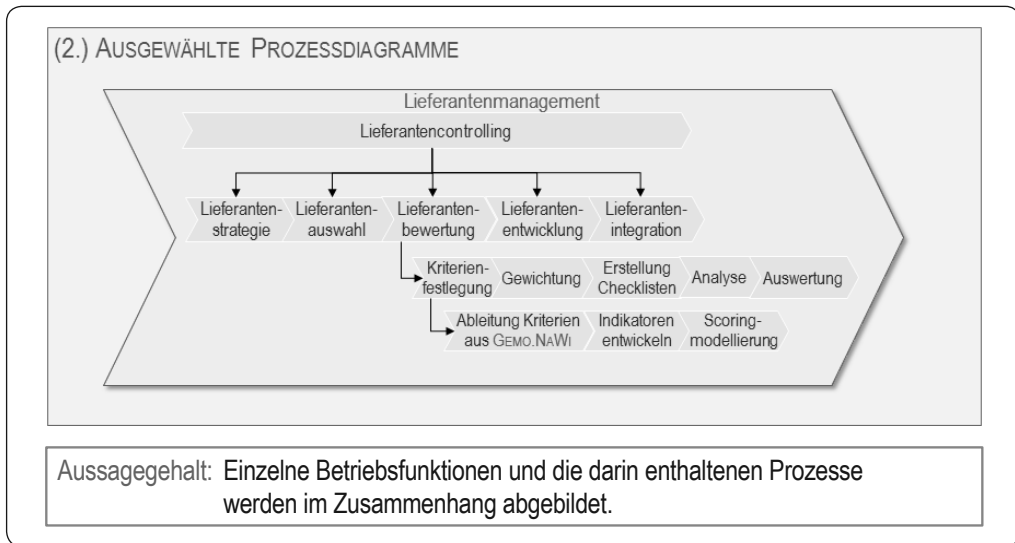 (2.) AUSGEWÄHLTE PROZESSDIAGRAMME
Lieferantenmanagement
Lieferantencontrolling
Lieferanten-
strategie
Lieferanten-
auswahl
Lieferanten-
bewertung
Lieferanten-
entwicklung
Lieferanten-
integration
Kriterien-
festlegung
Gewichtung
Erstellung
Checklisten
Analyse
Auswertung
Ableitung Kriterien
aus GEMO.NAWI
Indikatoren
entwickeln
Scoring-
modellierung
Aussagegehalt: Einzelne Betriebsfunktionen und die darin enthaltenen Prozesse
werden im Zusammenhang abgebildet.